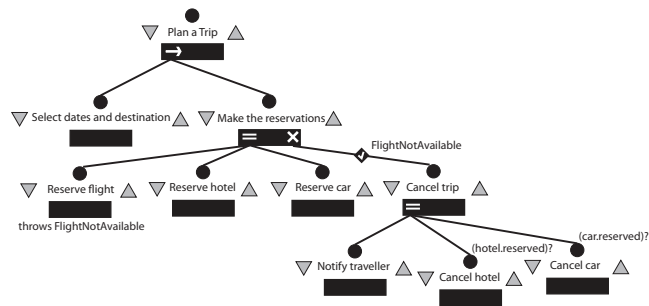 Plan a Trip
Select dates and destination
Make the reservations
FlightNotAvailable
Reserve flight
Reserve hotel
Reserve car
Cancel trip
throws FlightNotAvailable
(hotel.reserved)?
(car.reserved)?
Notify traveller
Cancel hotel
Cancel car